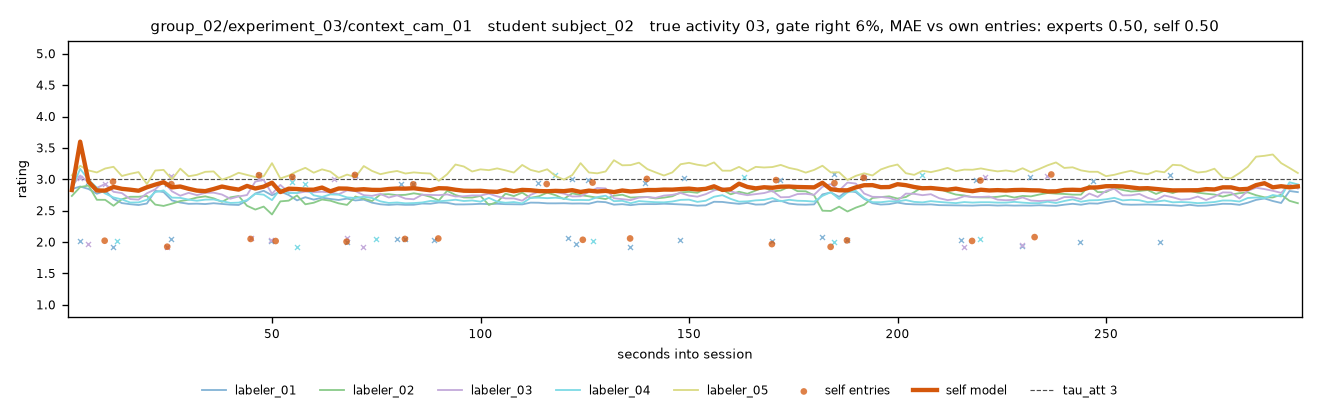 group_02/experiment_03/context_cam_01   student subject_02   true activity 03, gate right 6%, MAE vs own entries: experts 0.50, self 0.50
rating
5.0
4.5
4.0
3.5
3.0
2.5
2.0
1.5
1.0
50 100 150 200 250
seconds into session
labeler_01 labeler_02 labeler_03 labeler_04 labeler_05 self entries self model tau_att 3